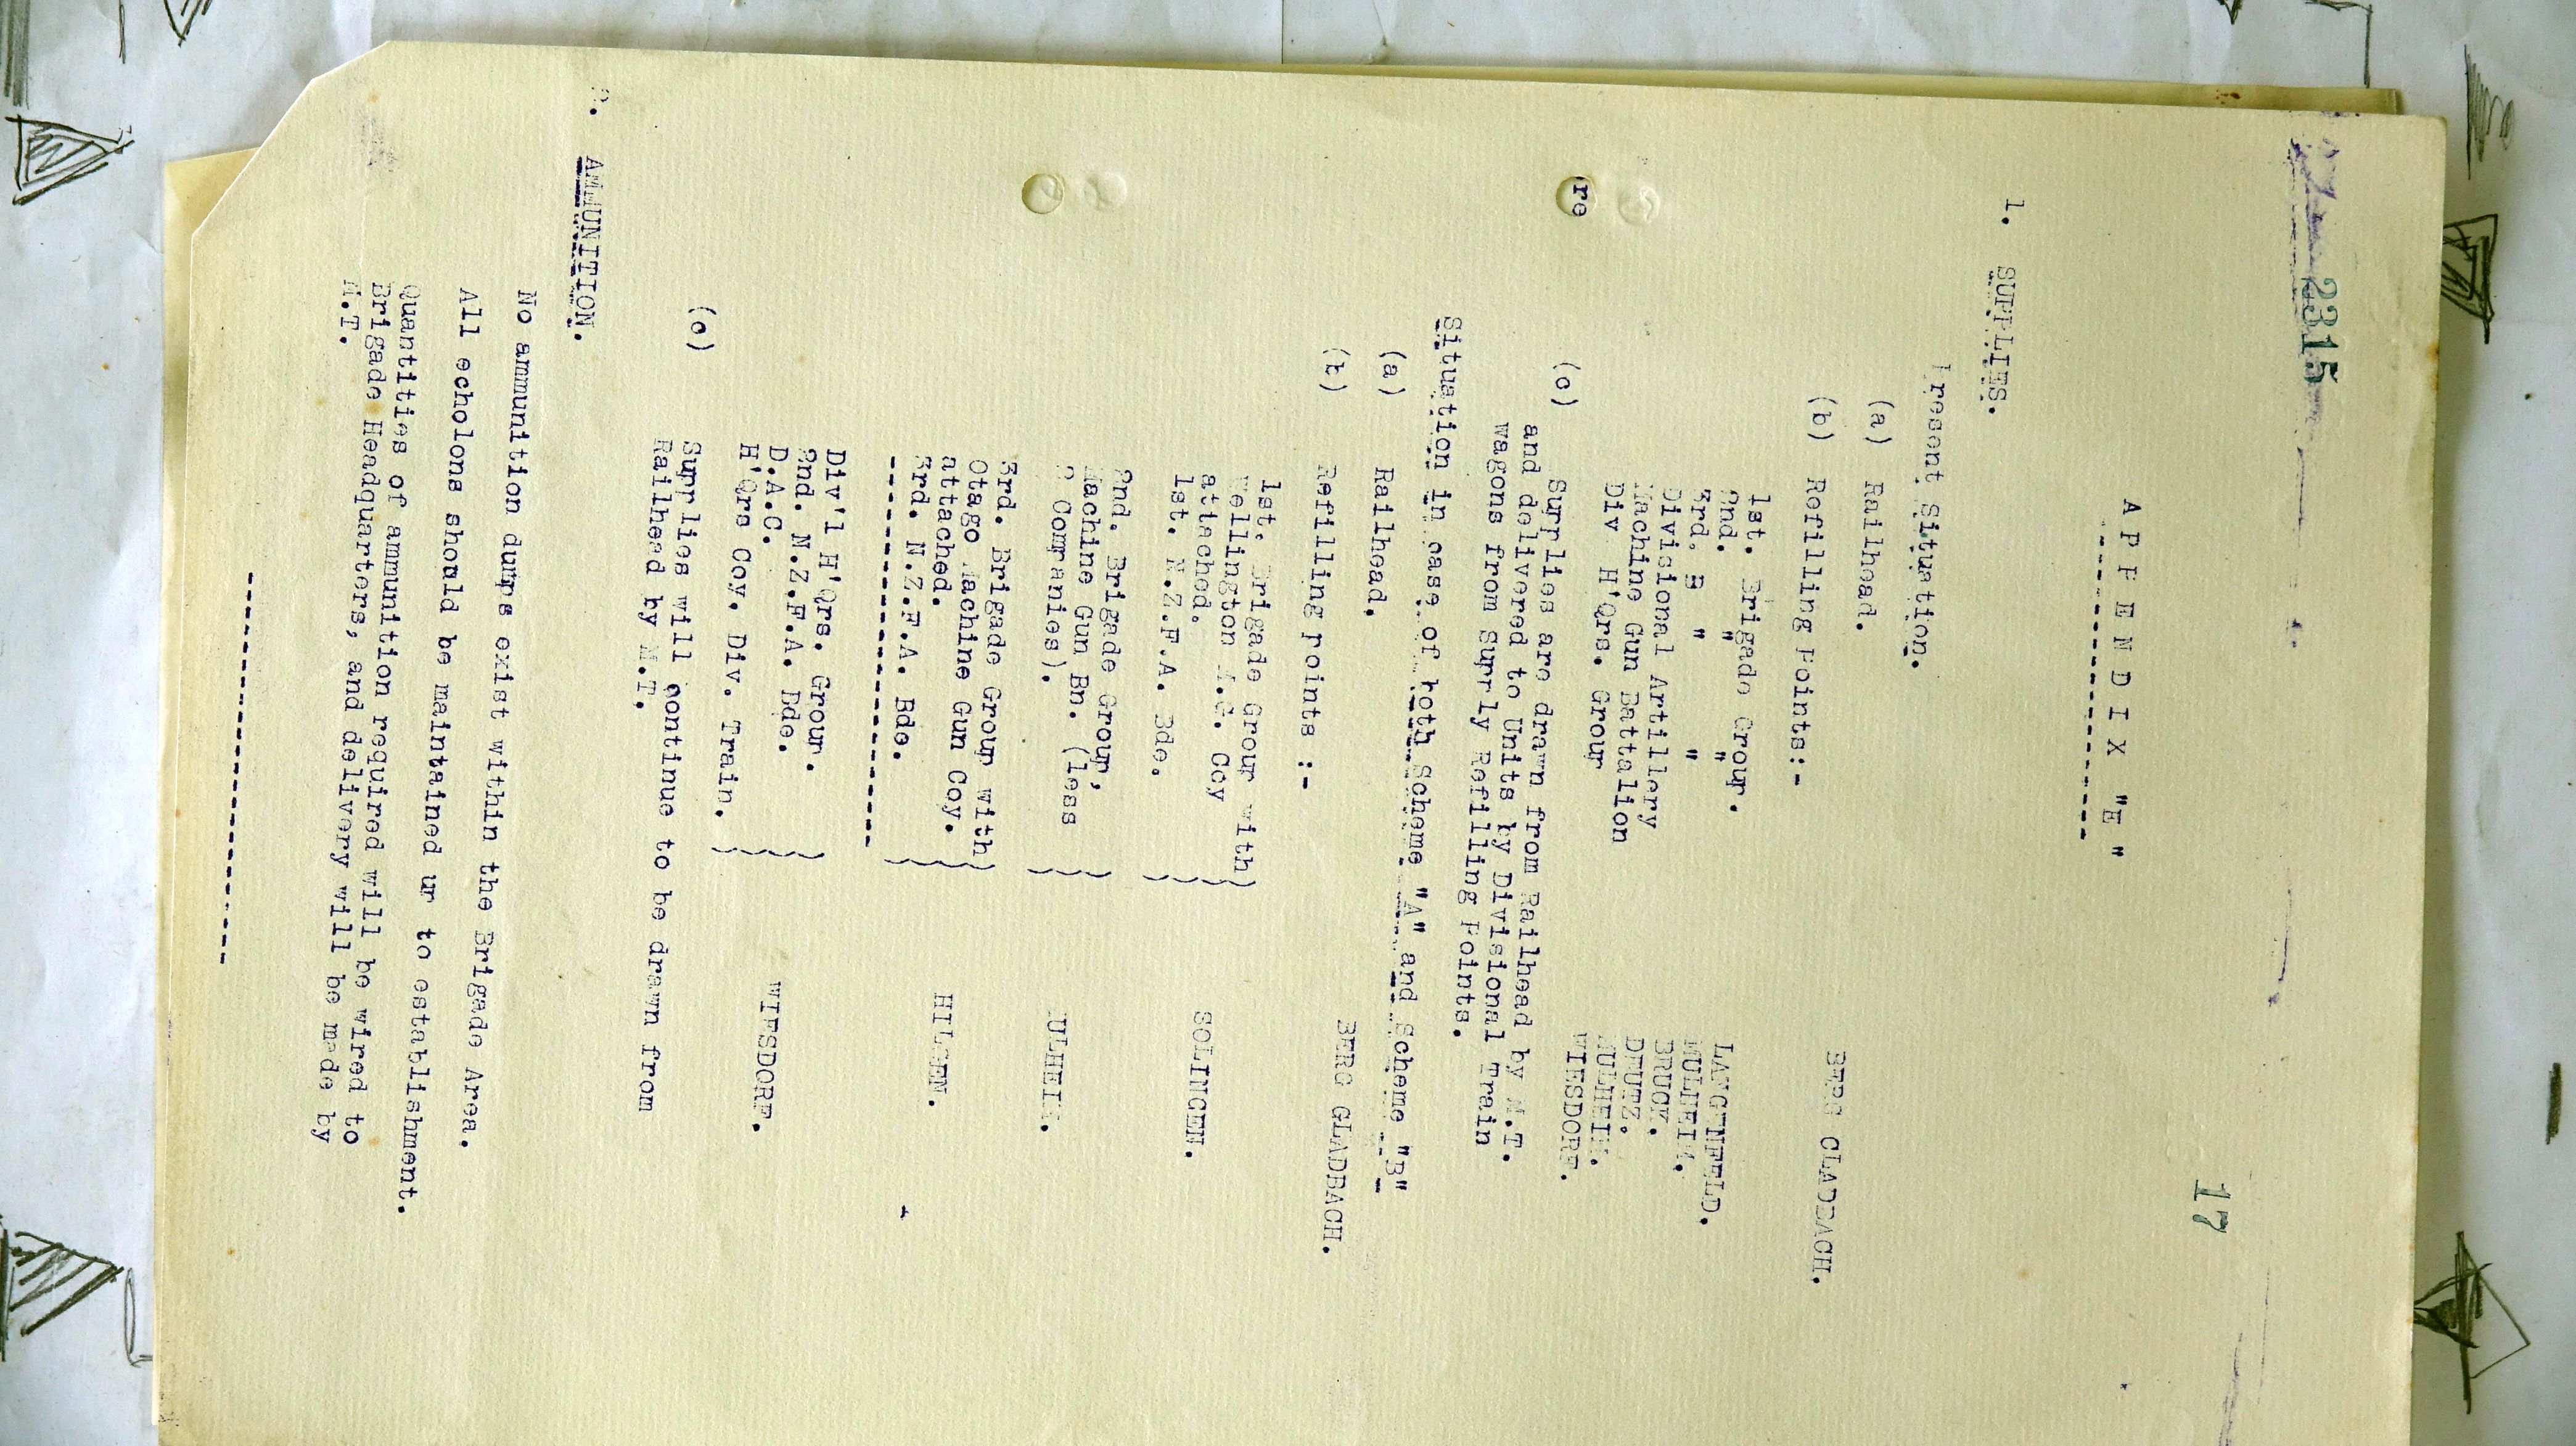 2315
17
A P P E N D I X "E"
1. SUPPLIES.
Present Situation.
(a) Railhead. BERG GLADBACH.
(b) Refilling Points:-
1st. Brigade Group. LANGENFELD.
2nd. " " MULHEIM.
3rd. " " BRUCK.
Divisional Artillery DEUTZ.
Machine Gun Battalion MULHEIM.
Div H'Qrs. Group WIESDORF.
(c) Supplies are drawn from Railhead by M.T.
and delivered to Units by Divisional Train
wagons from Supply Refilling Points.
re
Situation in case of both Scheme "A" and Scheme "B"
(a) Railhead. BERG GLADBACH.
(b) Refilling Points :-
1st. Brigade Group with)
Wellington M.G. Coy )
attached. ) SOLINGEN.
1st. N.Z.F.A. Bde. )
2nd. Brigade Group, )
Machine Gun Bn. (less ) MULHEIM.
2 Companies). )
3rd. Brigade Group with )
Otago Machine Gun Coy. )
attached. ) HILDEN.
3rd. N.Z.F.A. Bde. )
Div'l H'Qrs. Group. )
2nd. N.Z.F.A. Bde. )
D.A.C. ) WIESDORF.
H'Qrs Coy. Div. Train. )
(c) Supplies will continue to be drawn from
Railhead by M.T.
2. AMMUNITION.
No ammunition dumps exist within the Brigade Area.
All echelons should be maintained up to establishment.
Quantities of ammunition required will be wired to
Brigade Headquarters, and delivery will be made by
M.T.